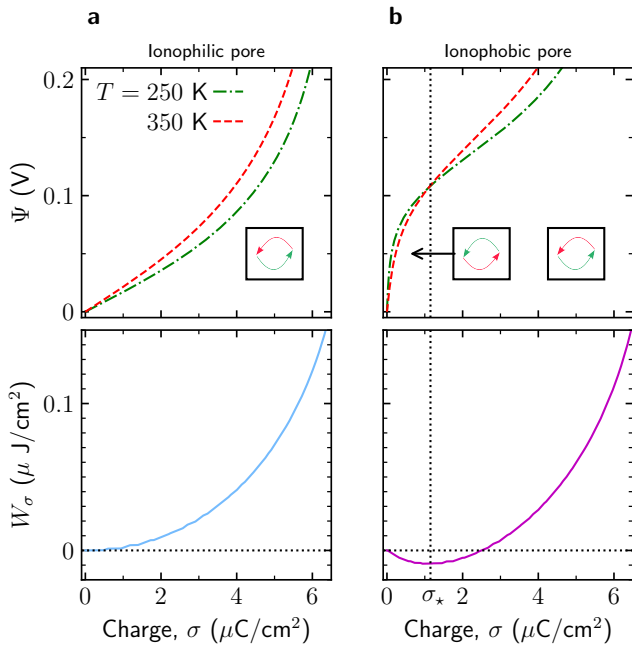 a
b
Ionophilic pore
Ionophobic pore
0.2
T = 250 K
350 K
0.1
Ψ (V)
0
0.1
W_σ (μ J/cm²)
0
0 2 4 6
0 σ⋆ 2 4 6
Charge, σ (μC/cm²)
Charge, σ (μC/cm²)